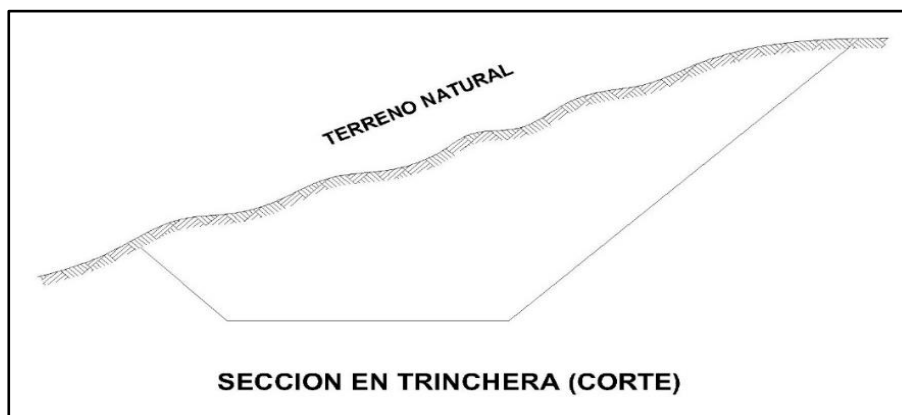 TERRENO NATURAL
SECCION EN TRINCHERA (CORTE)